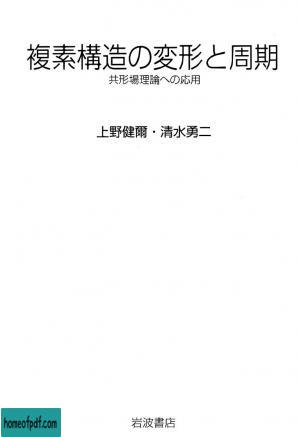 複素構造の変形と周期
共形場理論への応用
上野健爾・清水勇二
岩波書店
homeofpdf.com